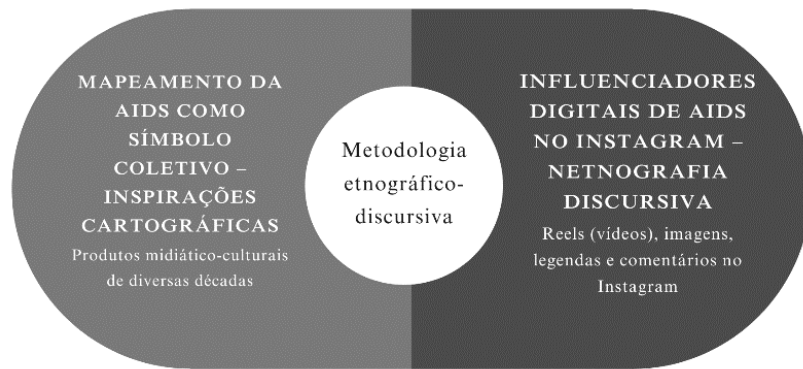 MAPEAMENTO DA
AIDS COMO
SÍMBOLO
COLETIVO –
INSPIRAÇÕES
CARTOGRÁFICAS
Produtos midiático-culturais
de diversas décadas
Metodologia
etnográfico-
discursiva
INFLUENCIADORES
DIGITAIS DE AIDS
NO INSTAGRAM –
NETNOGRAFIA
DISCURSIVA
Reels (vídeos), imagens,
legendas e comentários no
Instagram